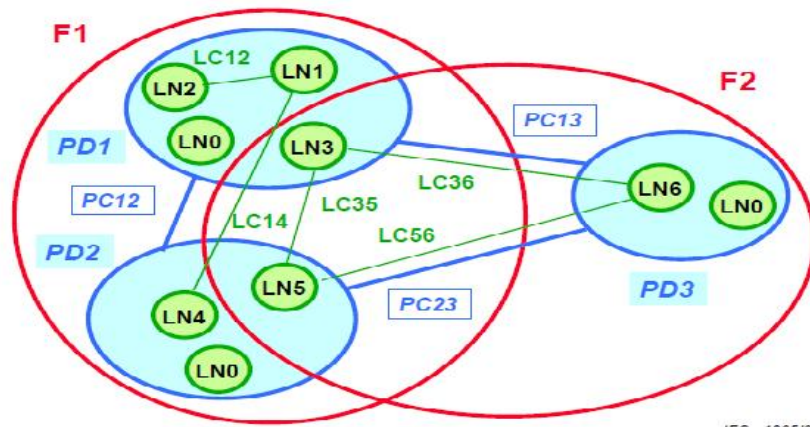 F1
LC12
LN1
LN2
F2
LN0
PC13
PD1
LN3
LC36
LN6
LN0
PC12
LC35
LC14
LC56
PD2
LN5
PD3
PC23
LN4
LN0